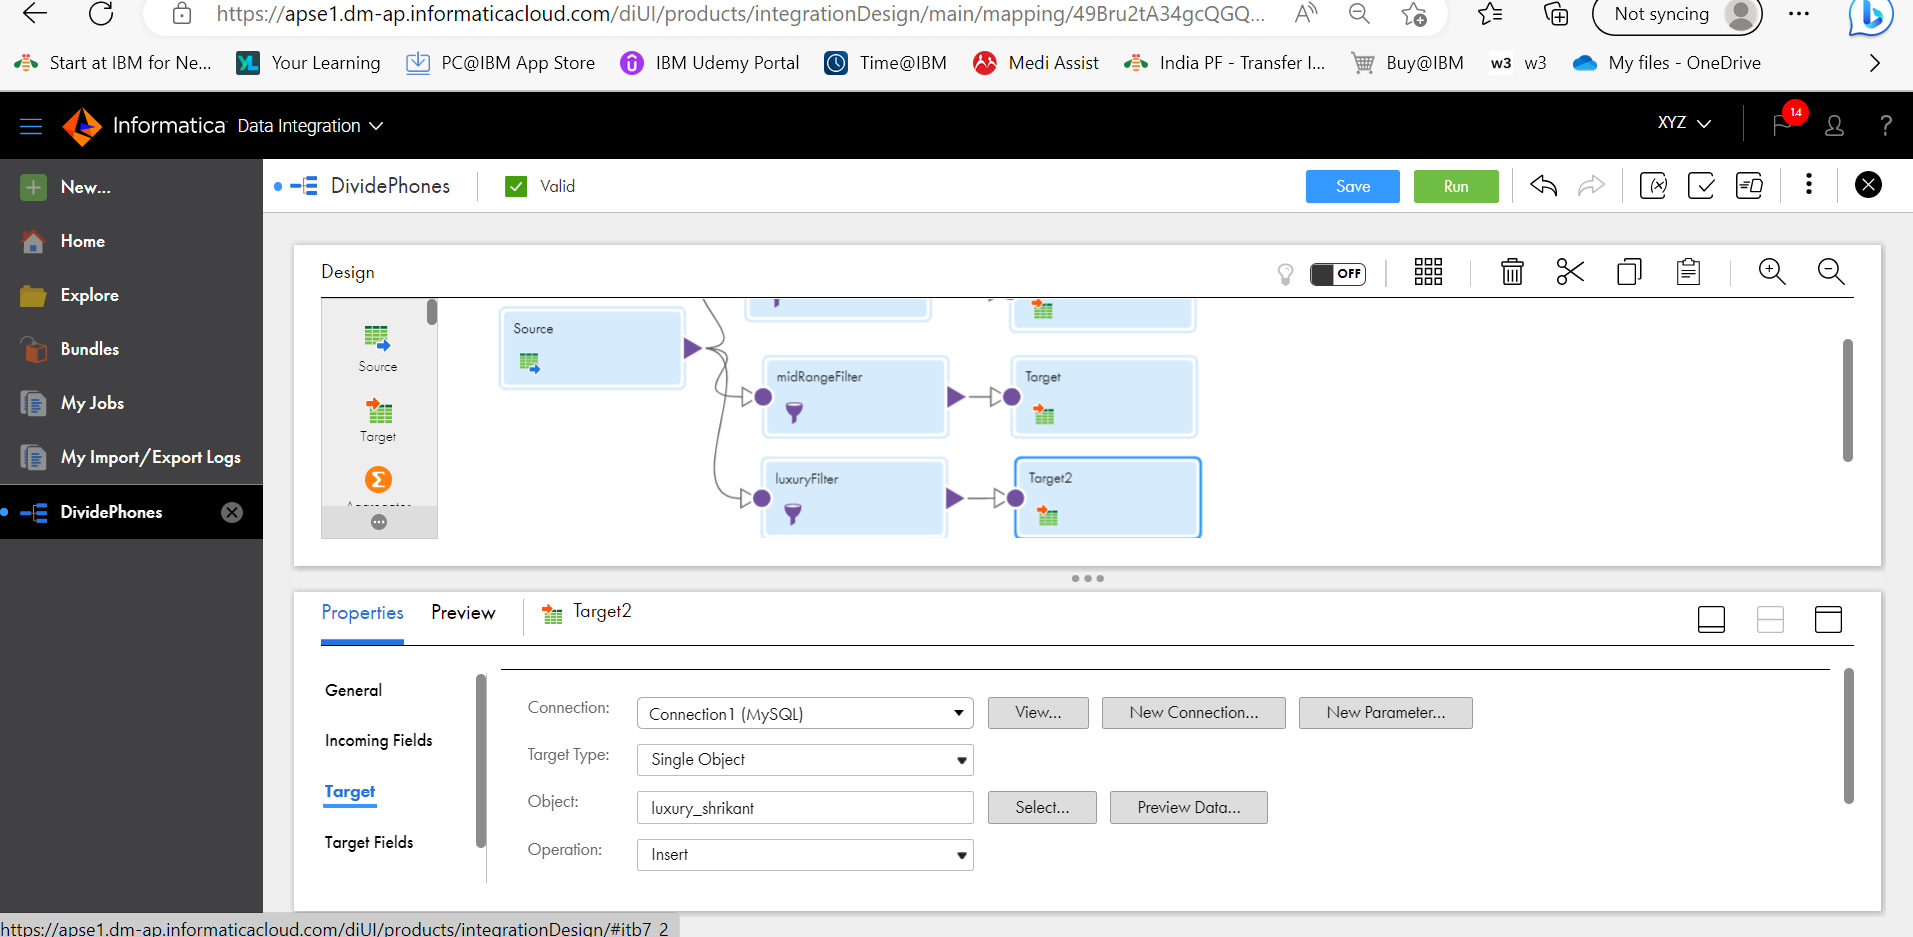 https://apse1.dm-ap.informaticacloud.com/diUI/products/integrationDesign/main/mapping/49Bru2tA34gcQGQ... A Not syncing
Start at IBM for Ne... YL Your Learning PC@IBM App Store IBM Udemy Portal Time@IBM Medi Assist India PF - Transfer I... Buy@IBM w3 w3 My files - OneDrive
Informatica Data Integration XYZ 14 ?
New... DividePhones Valid Save Run (x)
Home
Design OFF
Explore
Source
Source
Bundles
midRangeFilter Target
My Jobs
Target
My Import/Export Logs
luxuryFilter Target2
DividePhones
Properties Preview Target2
General
Connection: Connection1 (MySQL) View... New Connection... New Parameter...
Incoming Fields
Target Type: Single Object
Target
Object: luxury_shrikant Select... Preview Data...
Target Fields
Operation: Insert
https://apse1.dm-ap.informaticacloud.com/diUI/products/integrationDesign/#itb7_2